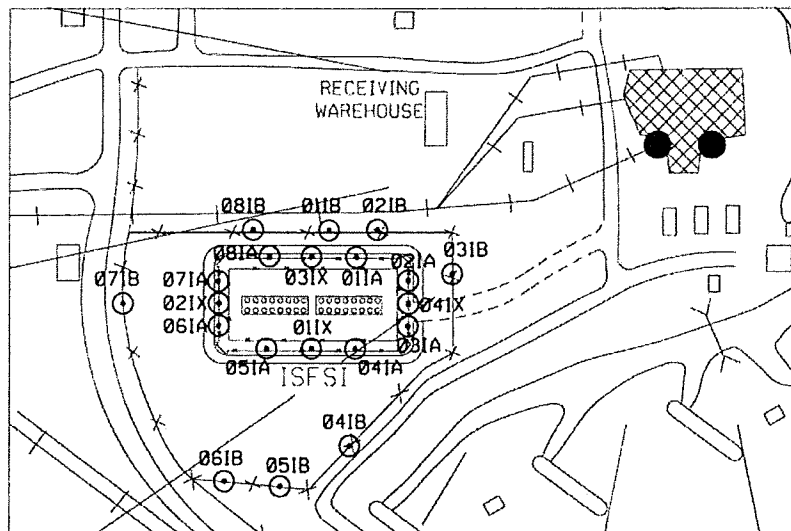 RECEIVING
WAREHOUSE
08IB 01IB 02IB
08IA 02IA 03IB
07IB 07IA 03IX 01IA
02IX 04IX
06IA 01IX
03IA
05IA 04IA
ISFSI
04IB
06IB 05IB